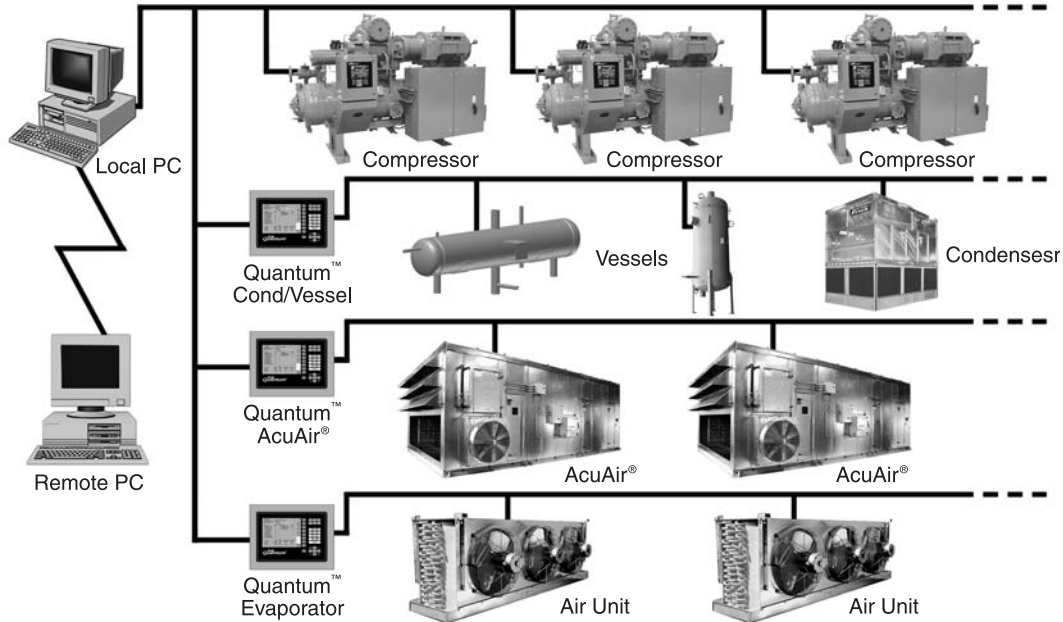 Compressor
Compressor
Compressor
Local PC
Vessels
Condensesr
Quantum™
Cond/Vessel
Quantum™
AcuAir®
AcuAir®
AcuAir®
Remote PC
Quantum™
Evaporator
Air Unit
Air Unit